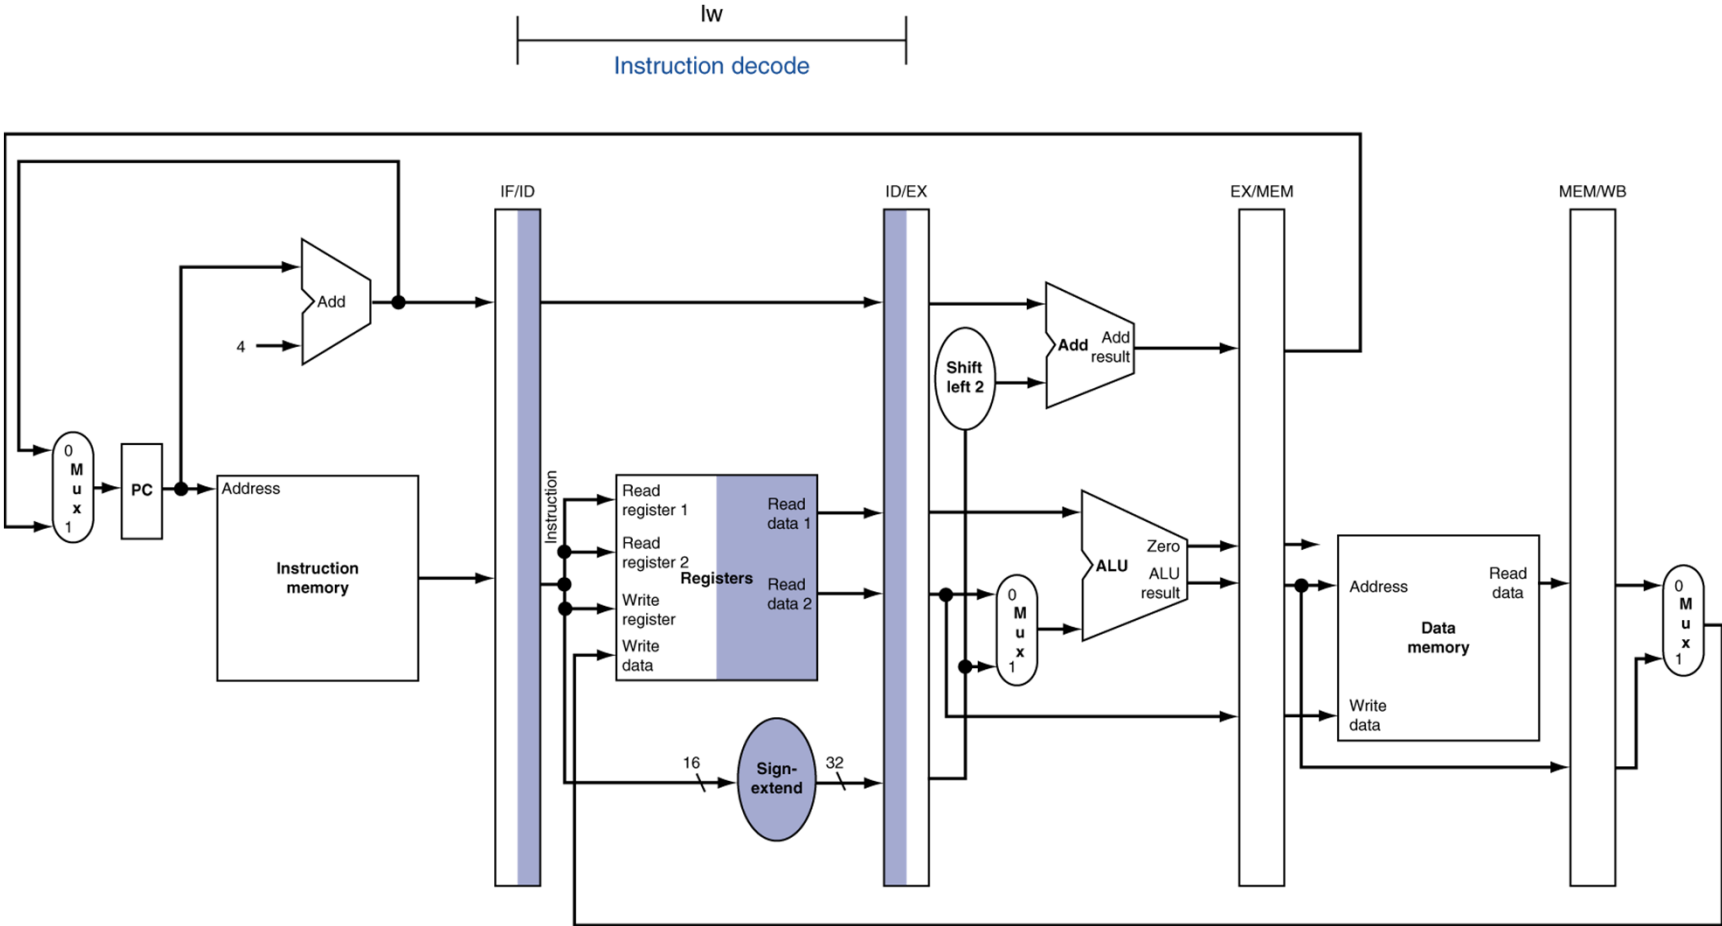 lw
Instruction decode
IF/ID
ID/EX
EX/MEM
MEM/WB
Add
4
Add
Add
result
Shift
left 2
0
M
u
x
1
PC
Address
Instruction
memory
Instruction
Read
register 1
Read
register 2
Write
register
Write
data
Registers
Read
data 1
Read
data 2
16
Sign-
extend
32
0
M
u
x
1
ALU
Zero
ALU
result
Address
Read
data
Data
memory
Write
data
0
M
u
x
1